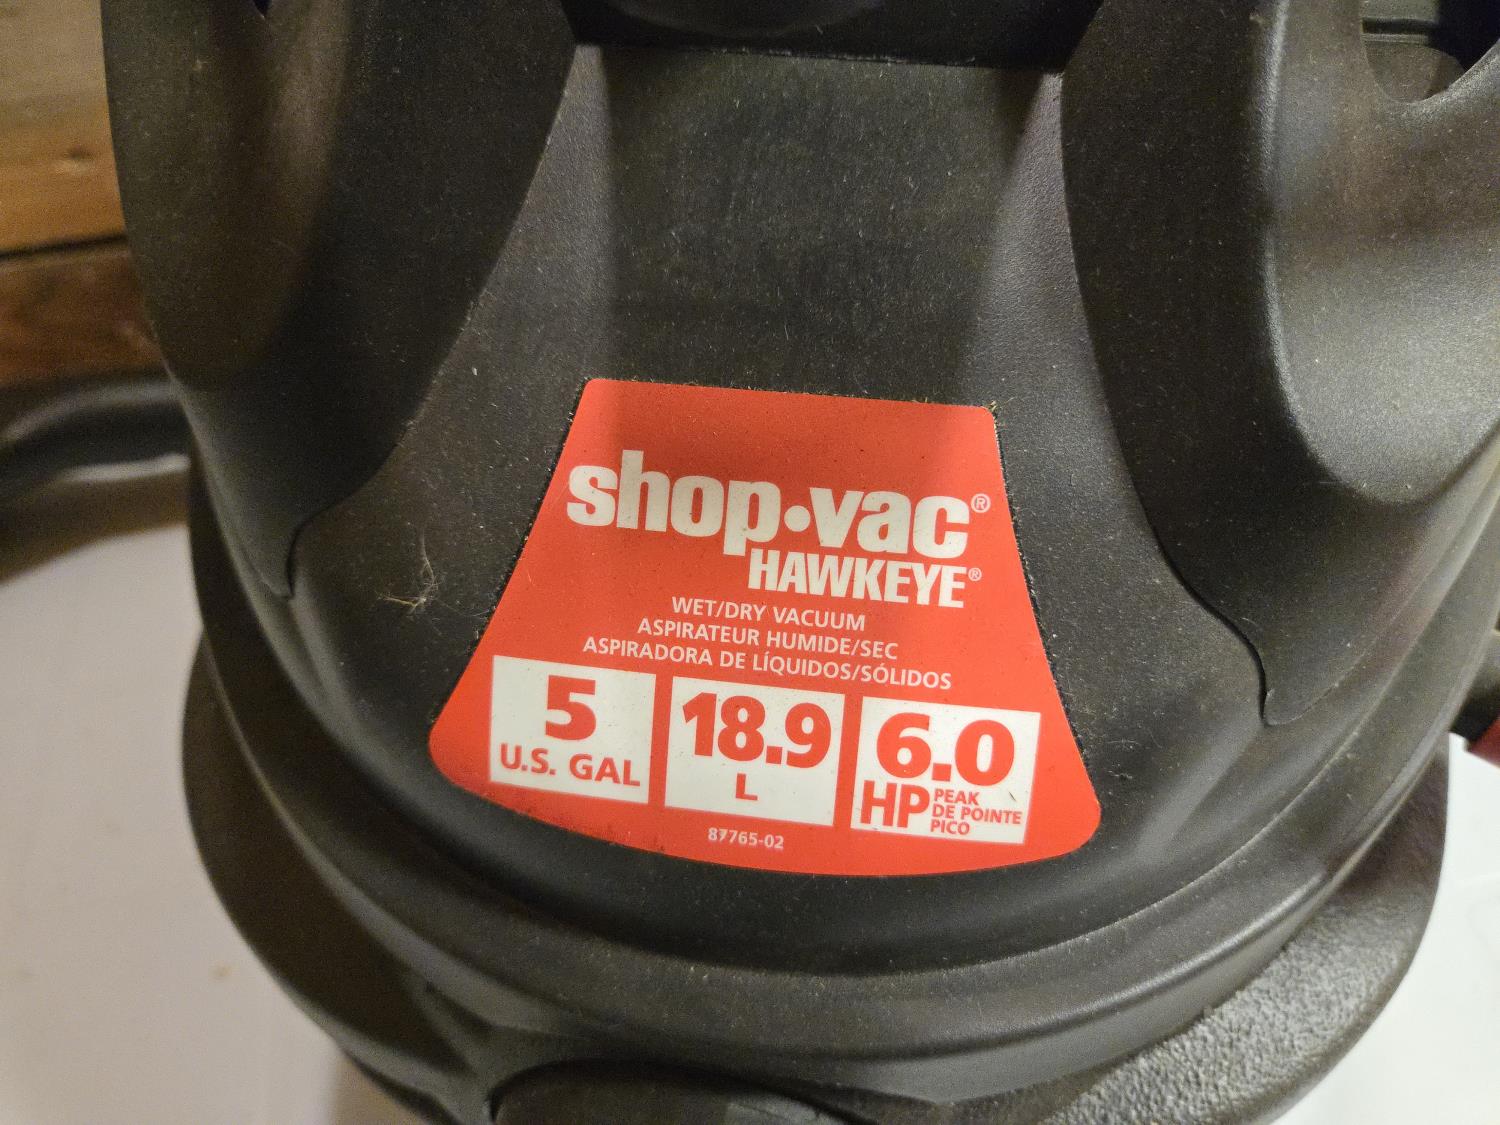 shop•vac®
HAWKEYE®
WET/DRY VACUUM
ASPIRATEUR HUMIDE/SEC
ASPIRADORA DE LÍQUIDOS/SÓLIDOS
5
U.S. GAL
18.9
L
6.0
HP PEAK
DE POINTE
PICO
87765-02